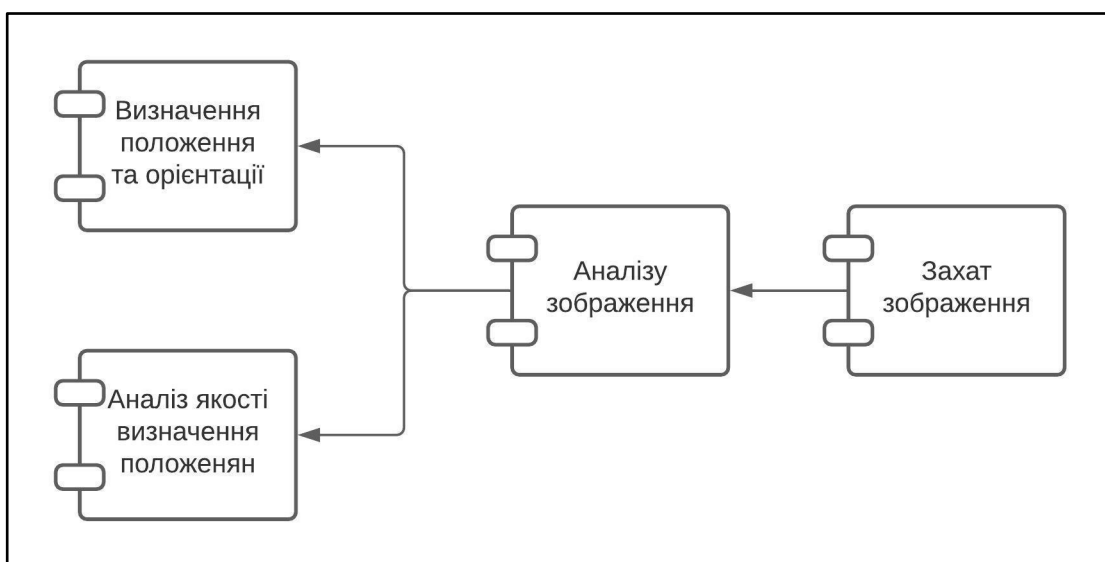 Визначення
положення
та орієнтації
Аналізу
зображення
Захат
зображення
Аналіз якості
визначення
положенян